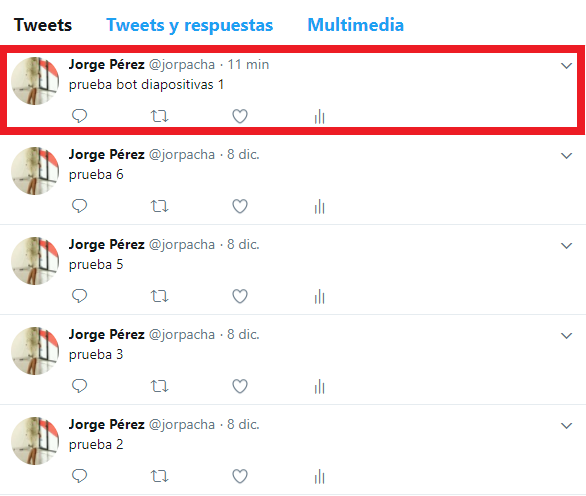 Tweets Tweets y respuestas Multimedia
Jorge Pérez @jorpacha · 11 min
prueba bot diapositivas 1
Jorge Pérez @jorpacha · 8 dic.
prueba 6
Jorge Pérez @jorpacha · 8 dic.
prueba 5
Jorge Pérez @jorpacha · 8 dic.
prueba 3
Jorge Pérez @jorpacha · 8 dic.
prueba 2